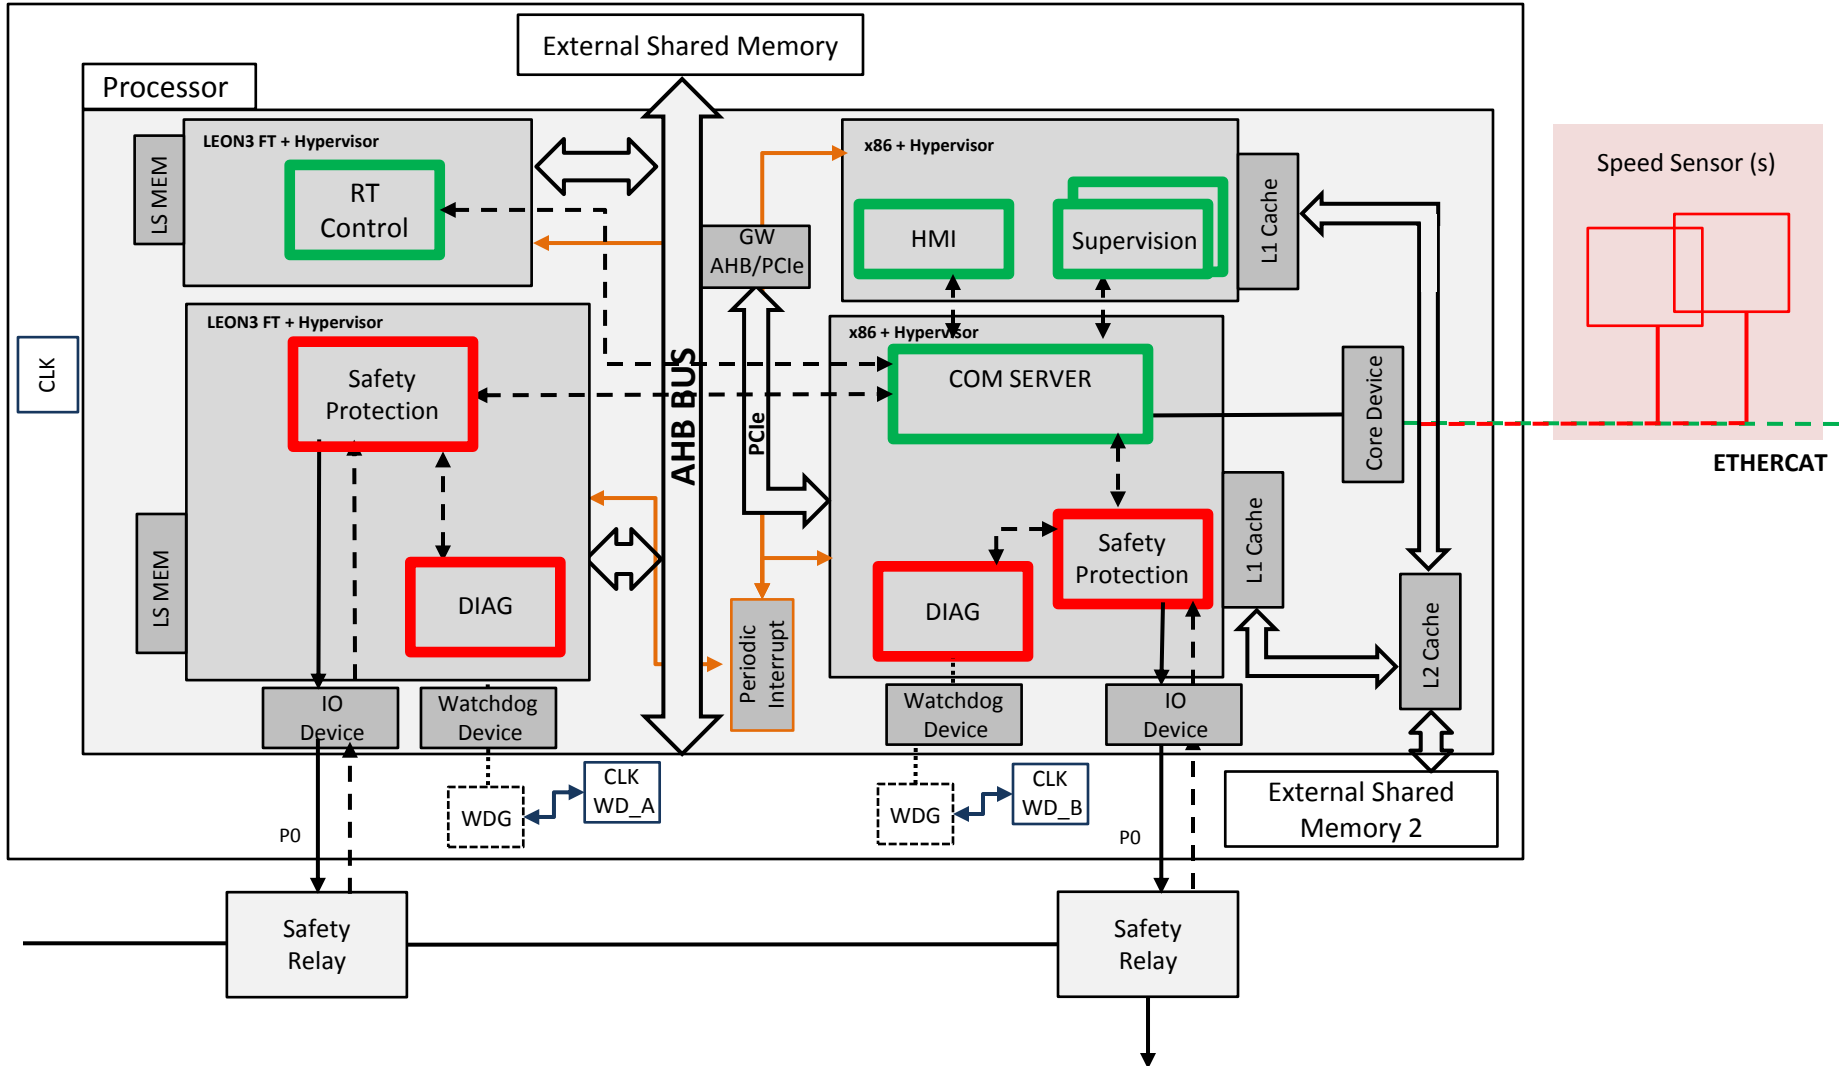 External Shared Memory
Processor
LEON3 FT + Hypervisor
LS MEM
RT
Control
x86 + Hypervisor
HMI
Supervision
L1 Cache
GW
AHB/PCIe
Speed Sensor (s)
CLK
LEON3 FT + Hypervisor
Safety
Protection
DIAG
LS MEM
AHB BUS
PCIe
x86 + Hypervisor
COM SERVER
Safety
Protection
DIAG
L1 Cache
Core Device
ETHERCAT
L2 Cache
Periodic
Interrupt
IO
Device
Watchdog
Device
Watchdog
Device
IO
Device
WDG
CLK
WD_A
WDG
CLK
WD_B
External Shared
Memory 2
P0
P0
Safety
Relay
Safety
Relay